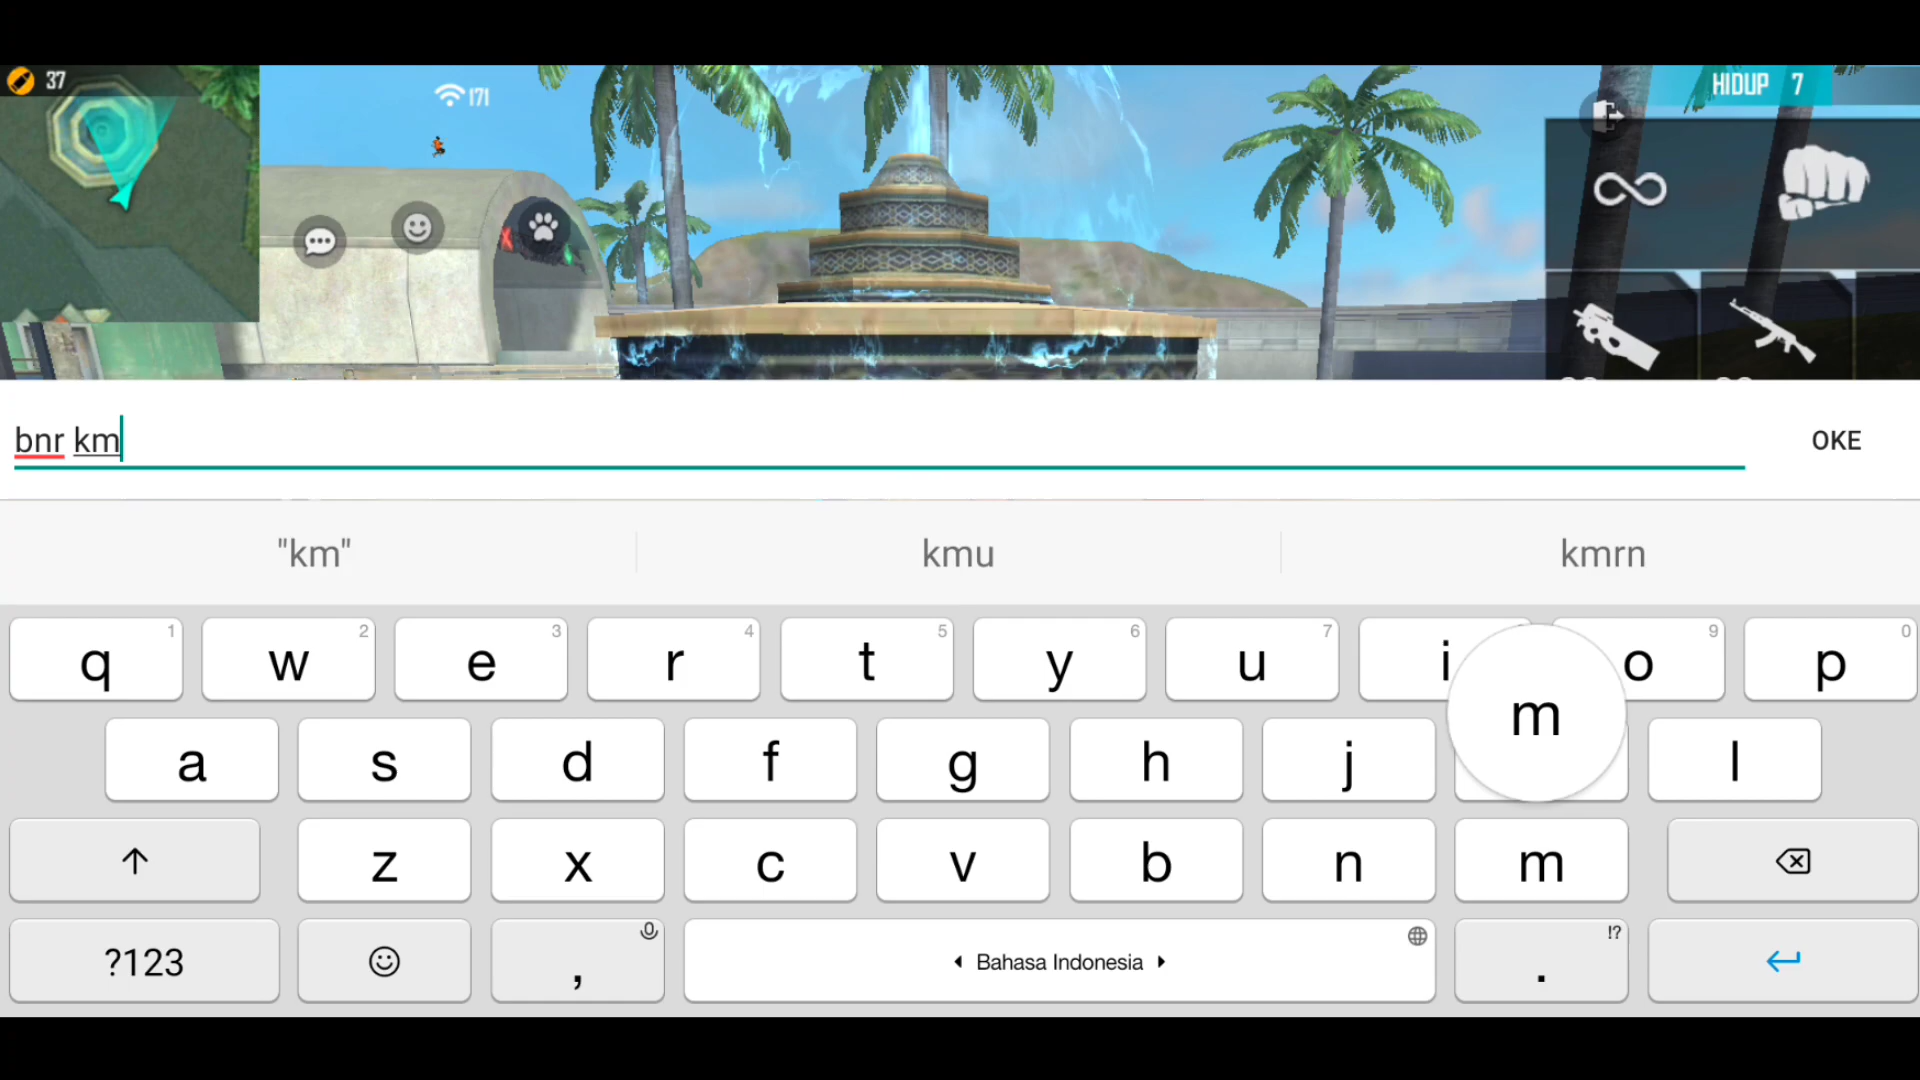 37
171
HIDUP 7
bnr km
OKE
"km"
kmu
kmrn
q 1 w 2 e 3 r 4 t 5 y 6 u 7 i o 9 p 0
m
a s d f g h j l
z x c v b n m
?123 , Bahasa Indonesia . !?